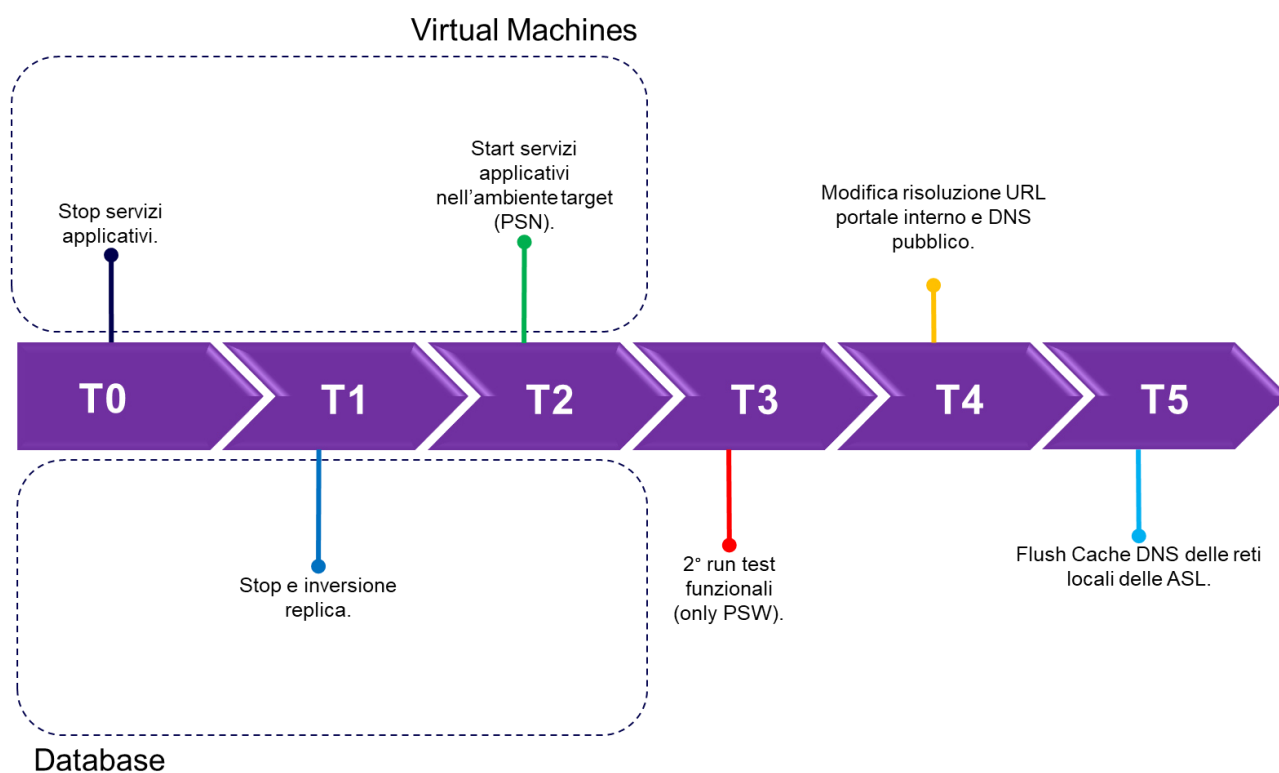 Virtual Machines
Stop servizi
applicativi.
Start servizi
applicativi
nell'ambiente target
(PSN).
Modifica risoluzione URL
portale interno e DNS
pubblico.
T0
T1
T2
T3
T4
T5
Stop e inversione
replica.
2° run test
funzionali
(only PSW).
Flush Cache DNS delle reti
locali delle ASL.
Database